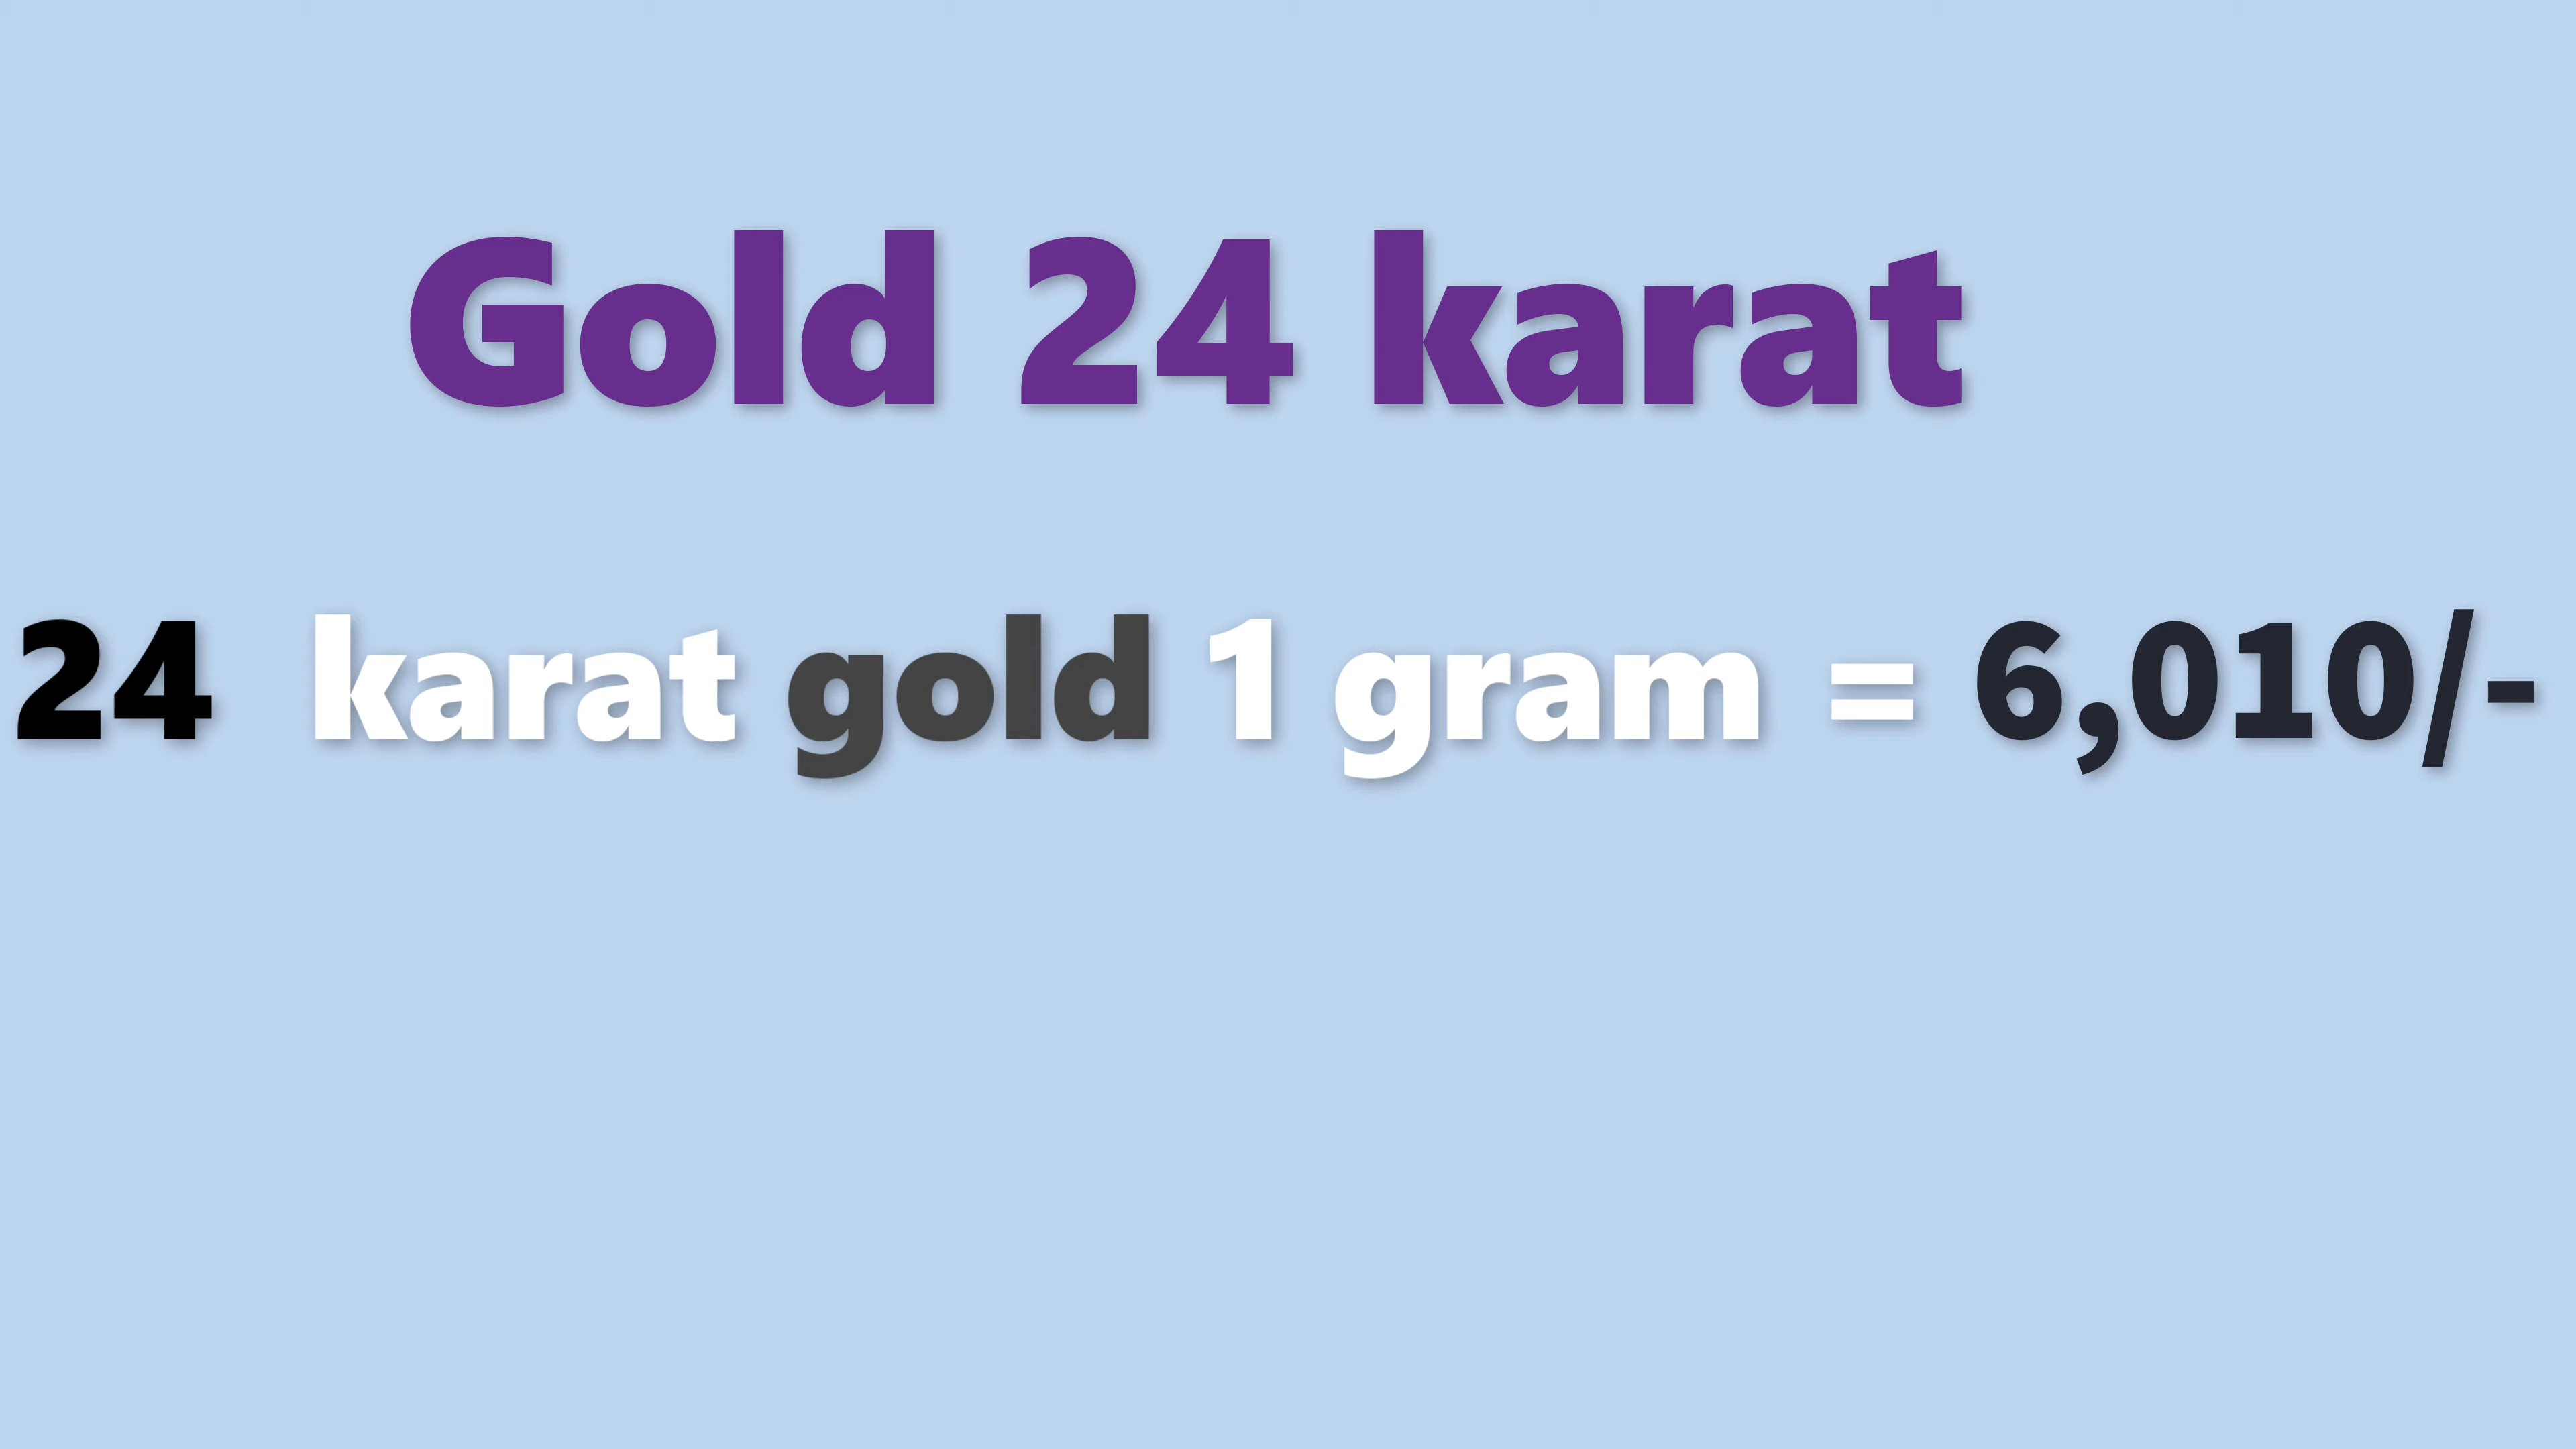 Gold 24 karat
24 karat gold 1 gram = 6,010/-